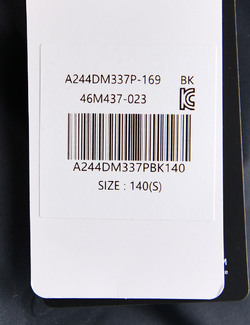 A244DM337P-169 BK
46M437-023
A244DM337PBK140
SIZE : 140(S)